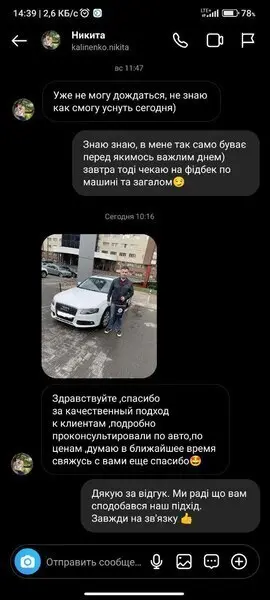 14:39 | 2,6 КБ/с
78%
Никита
kalinenko.nikita
вс 11:47
Уже не могу дождаться, не знаю
как смогу уснуть сегодня)
Знаю знаю, в мене так само буває
перед якимось важлим днем)
завтра тоді чекаю на фідбек по
машині та загалом😏
Сегодня 10:16
Здравствуйте ,спасибо
за качественный подход
к клиентам ,подробно
проконсультировали по авто,по
ценам ,думаю в ближайшее время
свяжусь с вами еще спасибо🤩
Дякую за відгук. Ми раді що вам
сподобався наш підхід.
Завжди на зв'язку 👍
Отправить сообще...